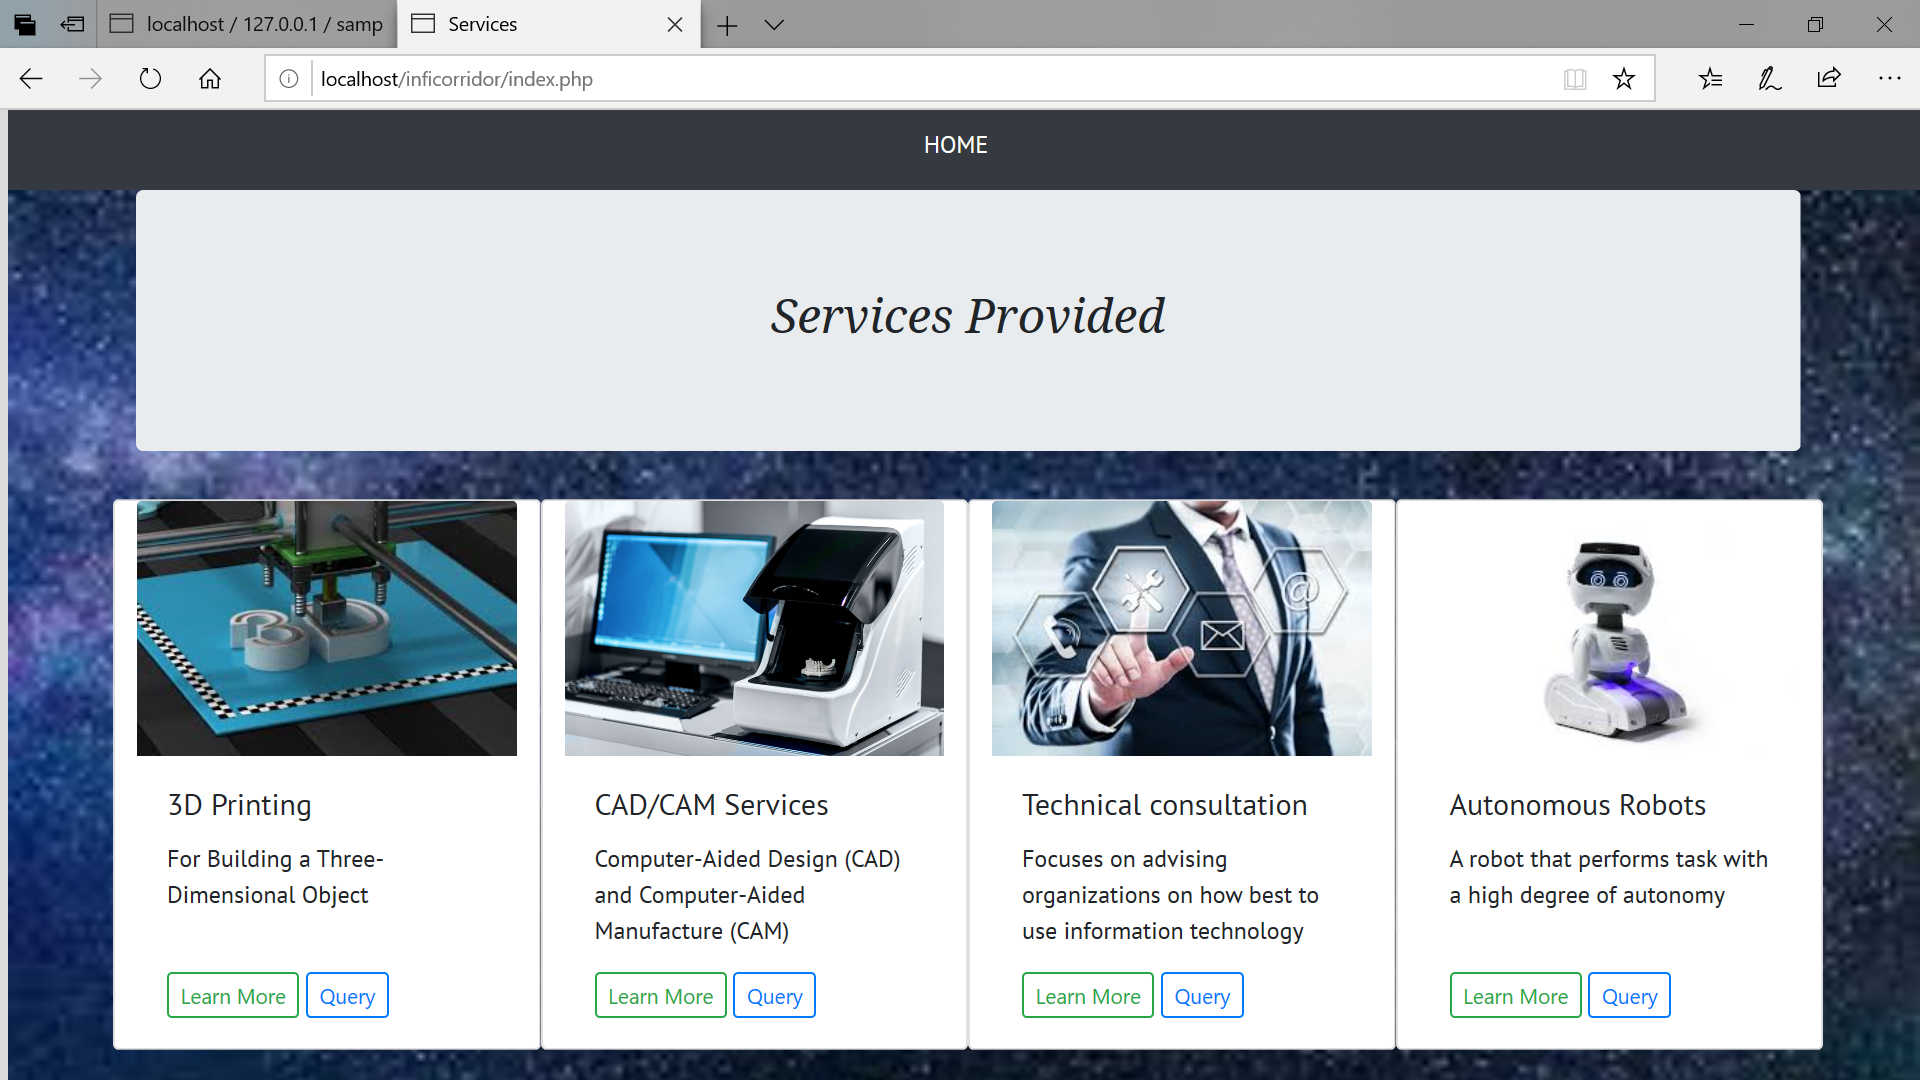 localhost / 127.0.0.1 / samp
Services
localhost/inficorridor/index.php
HOME
Services Provided
3D Printing
For Building a Three-
Dimensional Object
Learn More Query
CAD/CAM Services
Computer-Aided Design (CAD)
and Computer-Aided
Manufacture (CAM)
Learn More Query
Technical consultation
Focuses on advising
organizations on how best to
use information technology
Learn More Query
Autonomous Robots
A robot that performs task with
a high degree of autonomy
Learn More Query